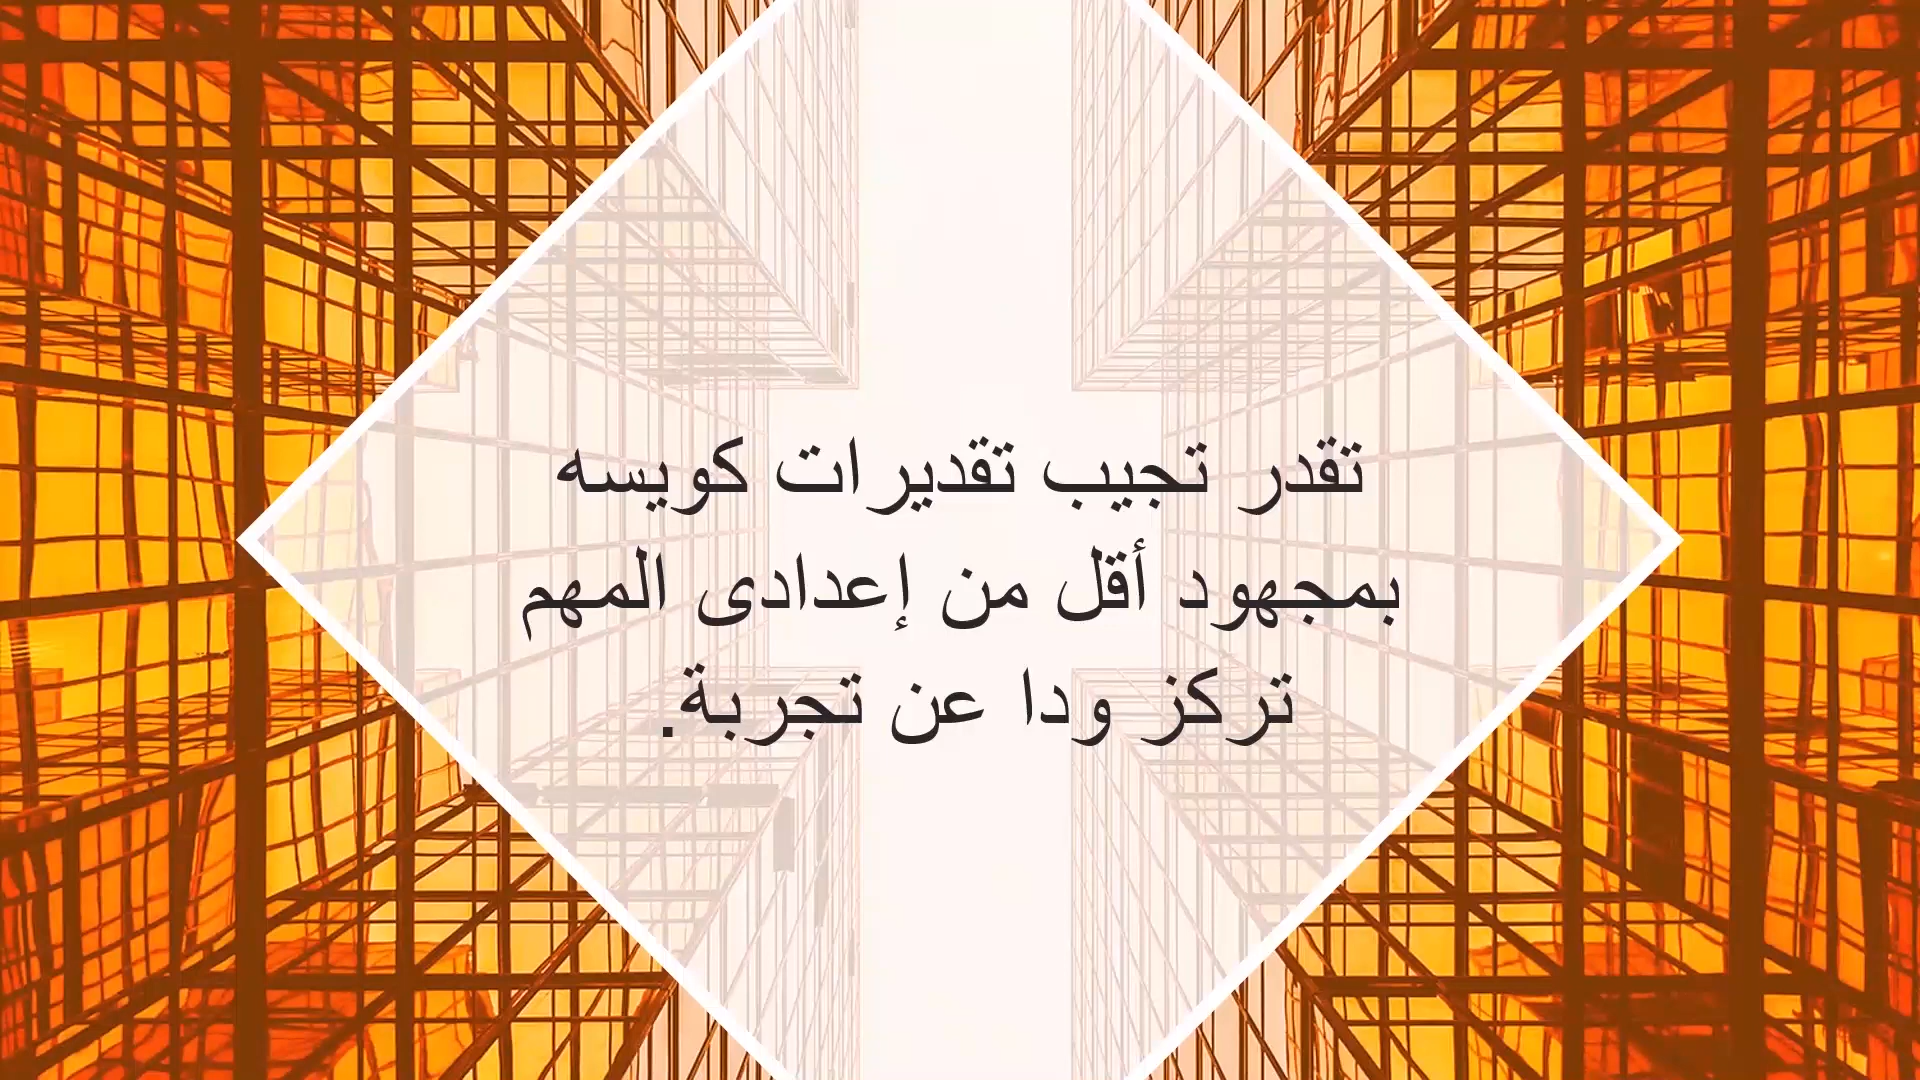 تقدر تجيب تقديرات كويسه
بمجهود أقل من إعدادى المهم
تركز ودا عن تجربة.